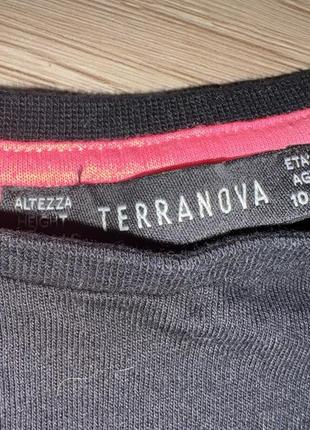 ALTEZZA
HEIGHT
TERRANOVA
ETA'
AG
10